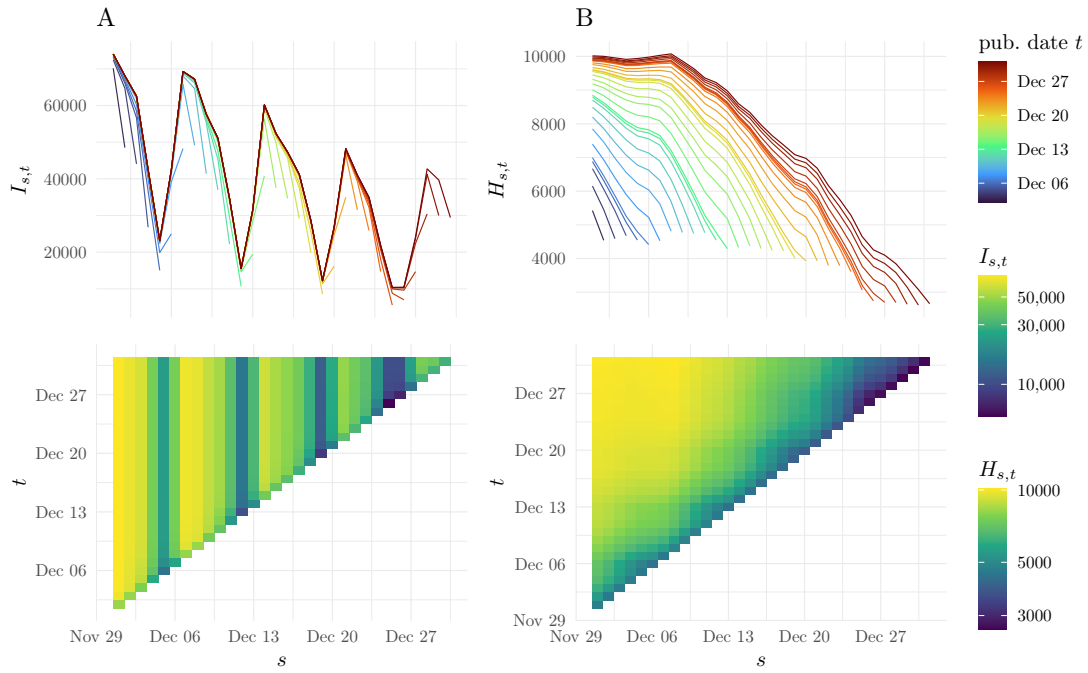 A
B
I_{s,t}
60000
40000
20000
H_{s,t}
10000
8000
6000
4000
pub. date t
Dec 27
Dec 20
Dec 13
Dec 06
I_{s,t}
50,000
30,000
10,000
H_{s,t}
10000
5000
3000
t
Dec 27
Dec 20
Dec 13
Dec 06
Nov 29
Dec 06
Dec 13
Dec 20
Dec 27
s
t
Dec 27
Dec 20
Dec 13
Dec 06
Nov 29
Nov 29
Dec 06
Dec 13
Dec 20
Dec 27
s